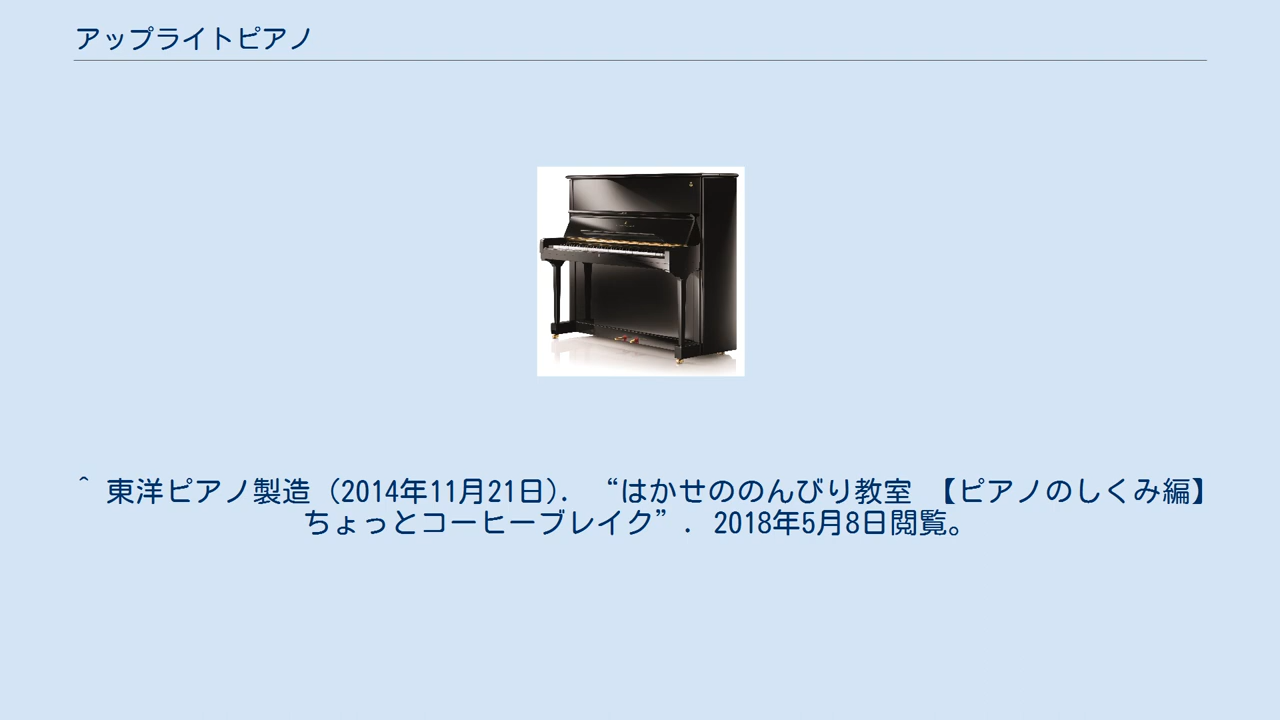 アップライトピアノ
^ 東洋ピアノ製造 (2014年11月21日). “はかせののんびり教室 【ピアノのしくみ編】
ちょっとコーヒーブレイク”. 2018年5月8日閲覧。